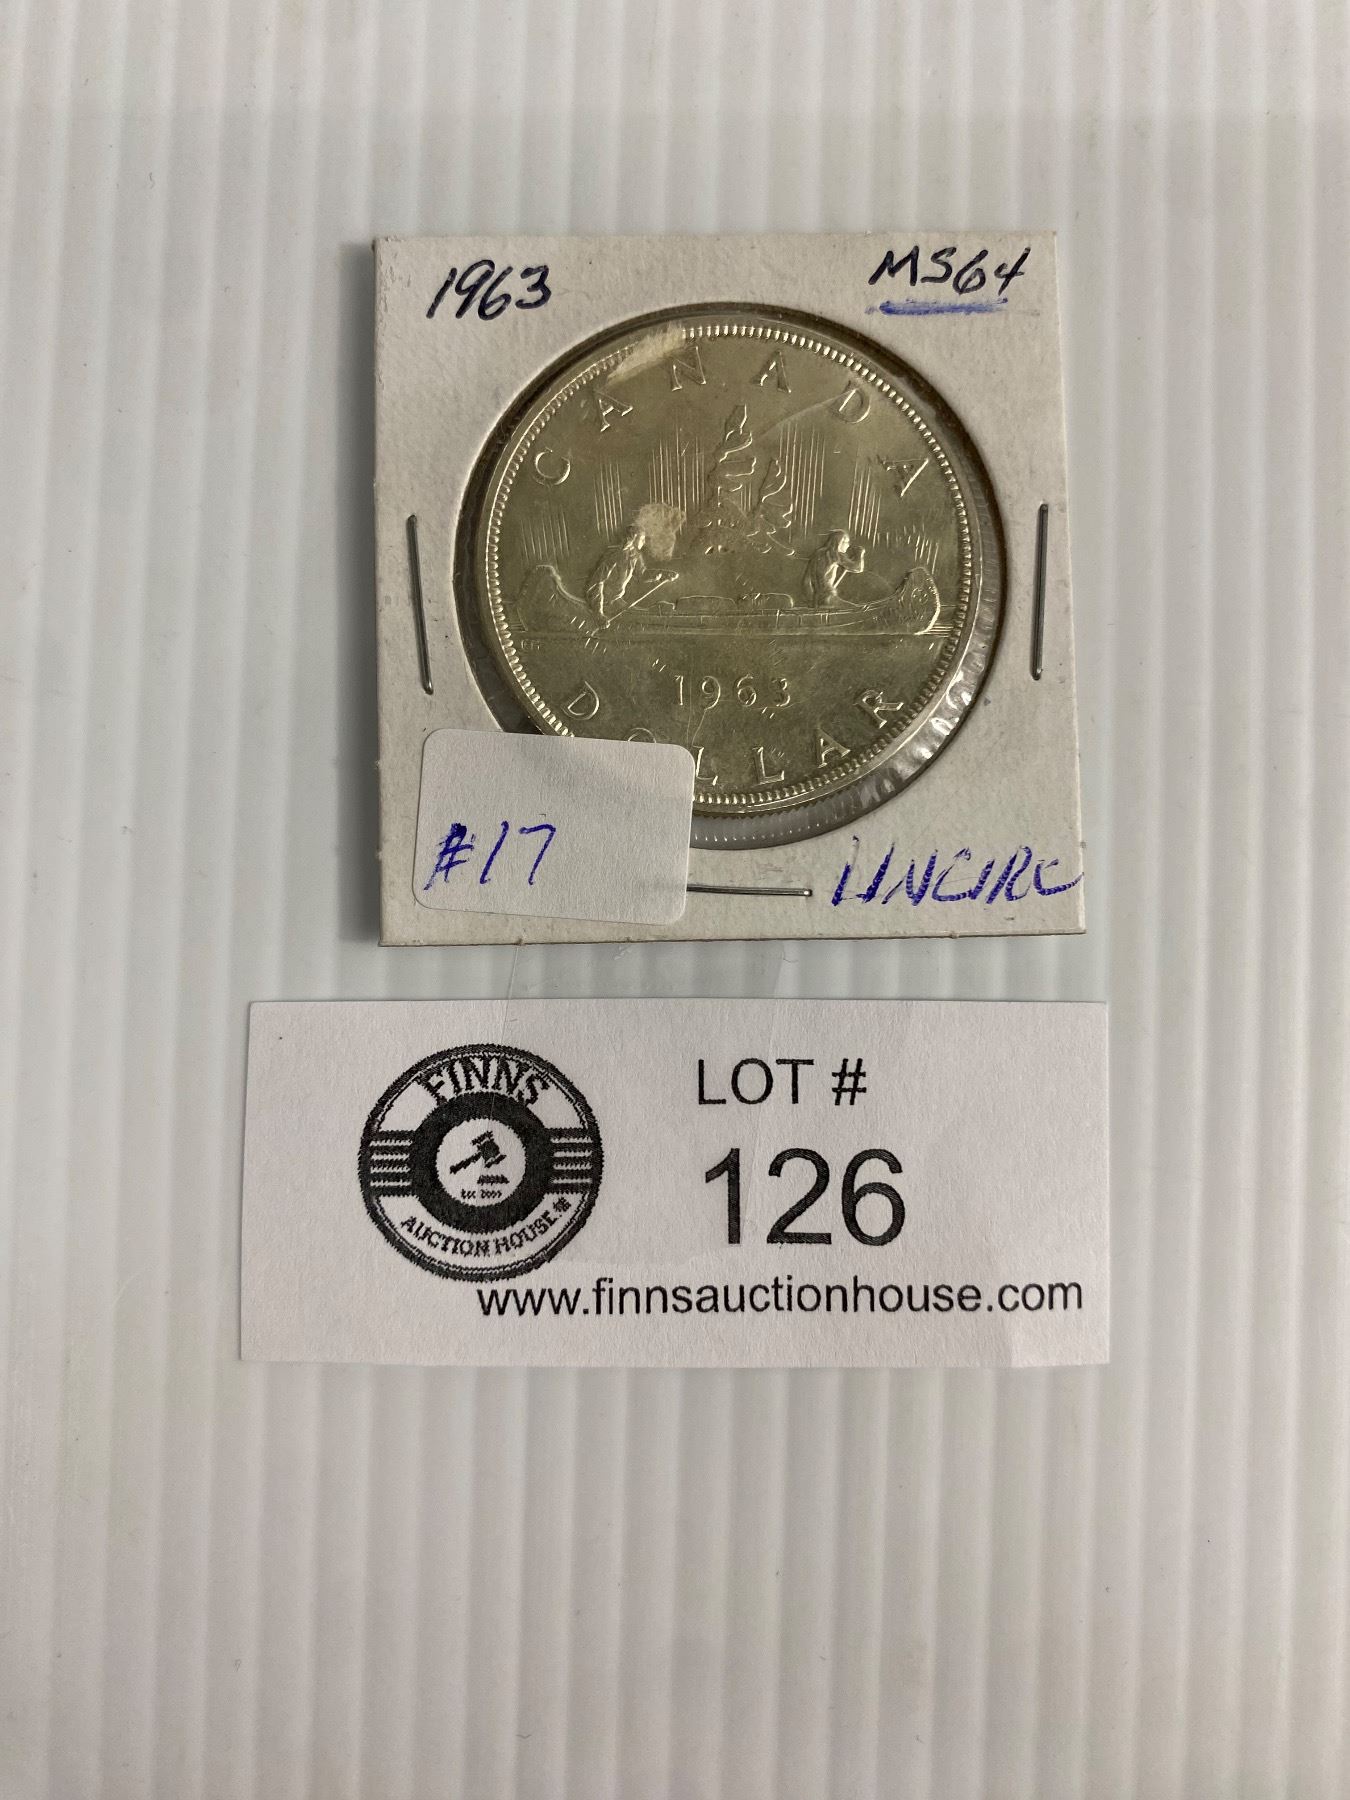 1963
MS64
CANADA
1963
DOLLAR
#17
UNCIRC
FINNS
AUCTION HOUSE
LOT #
126
www.finnsauctionhouse.com